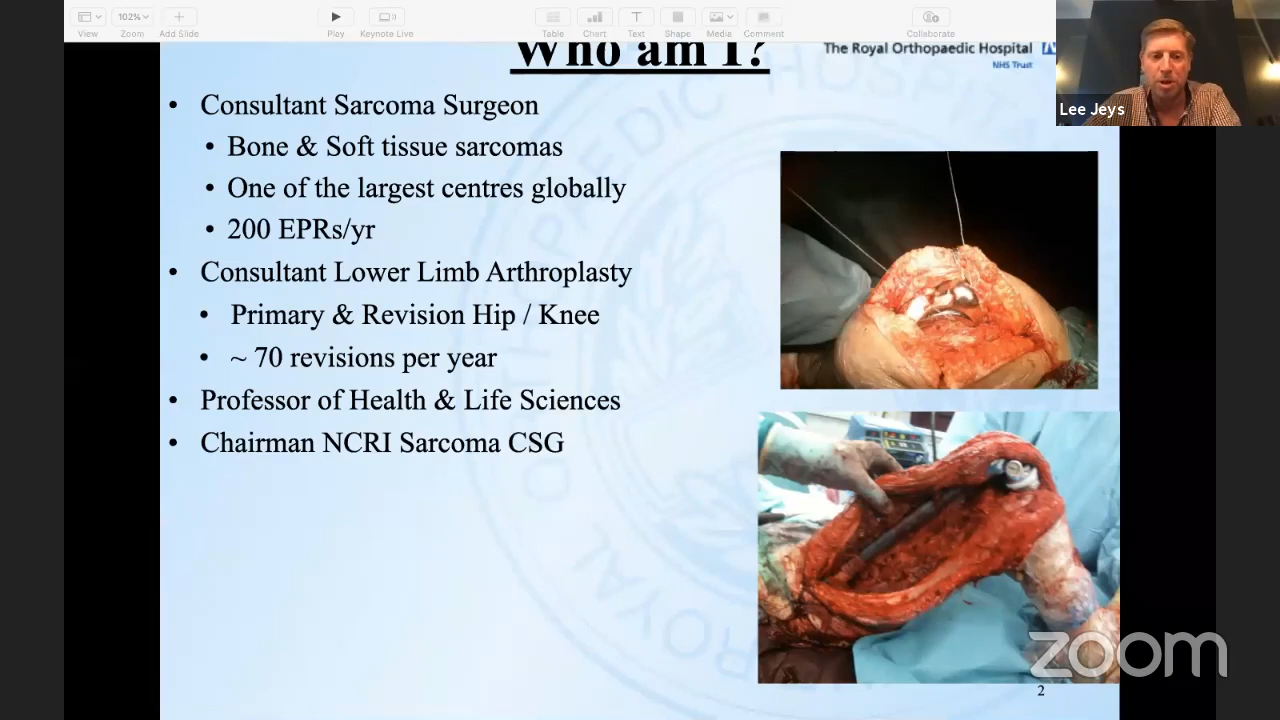 102%
View
Zoom
Add Slide
Play
Keynote Live
Table
Chart
Text
Shape
Media
Comment
Collaborate
Who am I?
The Royal Orthopaedic Hospital
NHS Trust
Lee Jeys
• Consultant Sarcoma Surgeon
• Bone & Soft tissue sarcomas
• One of the largest centres globally
• 200 EPRs/yr
• Consultant Lower Limb Arthroplasty
• Primary & Revision Hip / Knee
• ~ 70 revisions per year
• Professor of Health & Life Sciences
• Chairman NCRI Sarcoma CSG
zoom
2